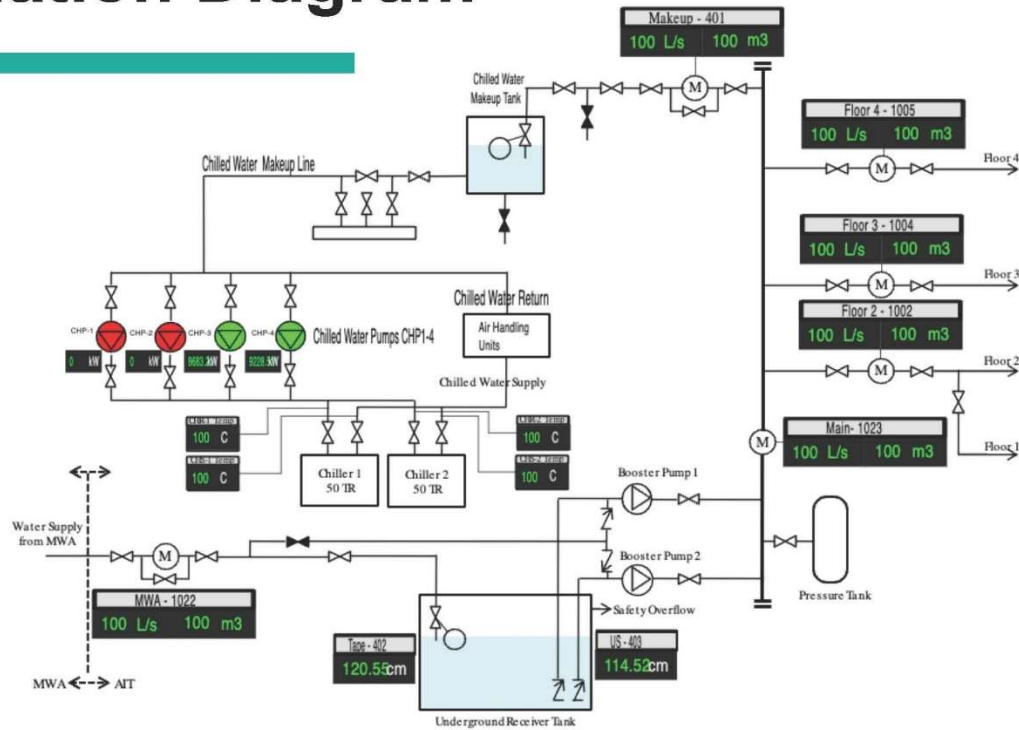 Makeup - 401
100 L/s 100 m3
Chilled Water
Makeup Tank
M
Floor 4 - 1005
100 L/s 100 m3
M
Floor 4
Chilled Water Makeup Line
Floor 3 - 1004
100 L/s 100 m3
M
Floor 3
Chilled Water Return
Air Handling
Units
Floor 2 - 1002
100 L/s 100 m3
M
Floor 2
CHP-1
CHP-2
CHP-3
CHP-4
Chilled Water Pumps CHP1-4
0 kW
0 kW
Chilled Water Supply
100 C
100 C
100 C
100 C
Chiller 1
50 TR
Chiller 2
50 TR
M
Main- 1023
100 L/s 100 m3
Floor 1
Booster Pump 1
Water Supply
from MWA
M
Booster Pump 2
Pressure Tank
MWA - 1022
100 L/s 100 m3
Safety Overflow
Tape - 402
120.55cm
US - 403
114.52cm
MWA
AIT
Underground Receiver Tank